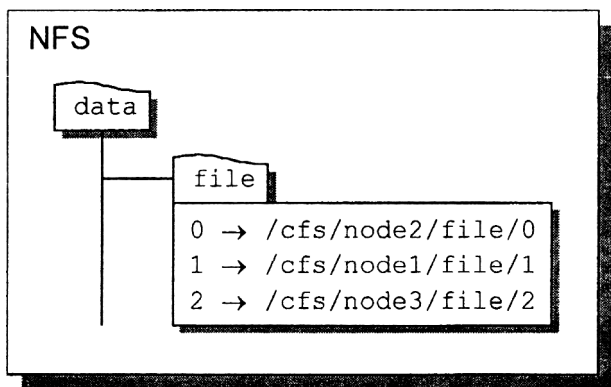 NFS
data
file
0 → /cfs/node2/file/0
1 → /cfs/node1/file/1
2 → /cfs/node3/file/2